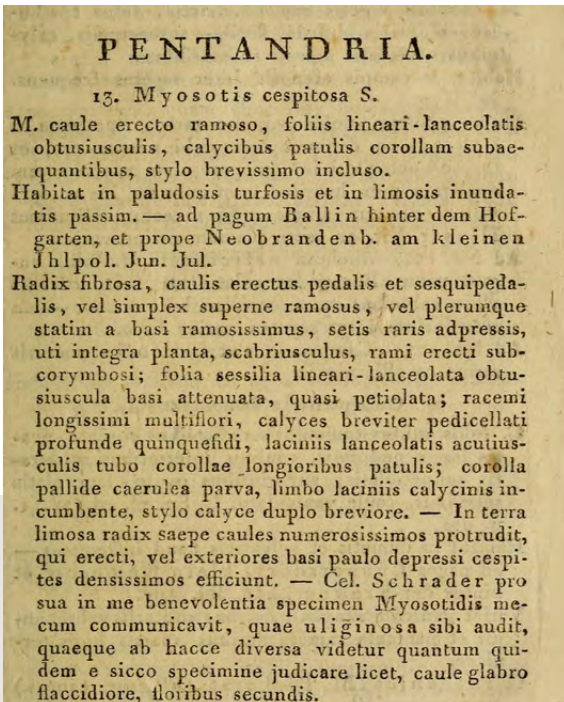 PENTANDRIA.
13. Myosotis cespitosa S.
M. caule erecto ramoso, foliis lineari-lanceolatis
obtusiusculis, calycibus patulis corollam subae-
quantibus, stylo brevissimo incluso.
Habitat in paludosis turfosis et in limosis inunda-
tis passim. — ad pagum Ballin hinter dem Hof-
garten, et prope Neobrandenb. am kleinen
Jhlpol. Jun. Jul.
Radix fibrosa, caulis erectus pedalis et sesquipeda-
lis, vel simplex superne ramosus, vel plerumque
statim a basi ramosissimus, setis raris adpressis,
uti integra planta, scabriusculus, rami erecti sub-
corymbosi; folia sessilia lineari-lanceolata obtu-
siuscula basi attenuata, quasi petiolata; racemi
longissimi multiflori, calyces breviter pedicellati
profunde quinquefidi, laciniis lanceolatis acutius-
culis tubo corollae longioribus patulis; corolla
pallide caerulea parva, limbo laciniis calycinis in-
cumbente, stylo calyce duplo breviore. — In terra
limosa radix saepe caules numerosissimos protrudit,
qui erecti, vel exteriores basi paulo depressi cespi-
tes densissimos efficiunt. — Cel. Schrader pro
sua in me benevolentia specimen Myosotidis me-
cum communicavit, quae uliginosa sibi audit,
quaeque ab hacce diversa videtur quantum qui-
dem e sicco specimine judicare licet, caule glabro
flaccidiore, floribus secundis.